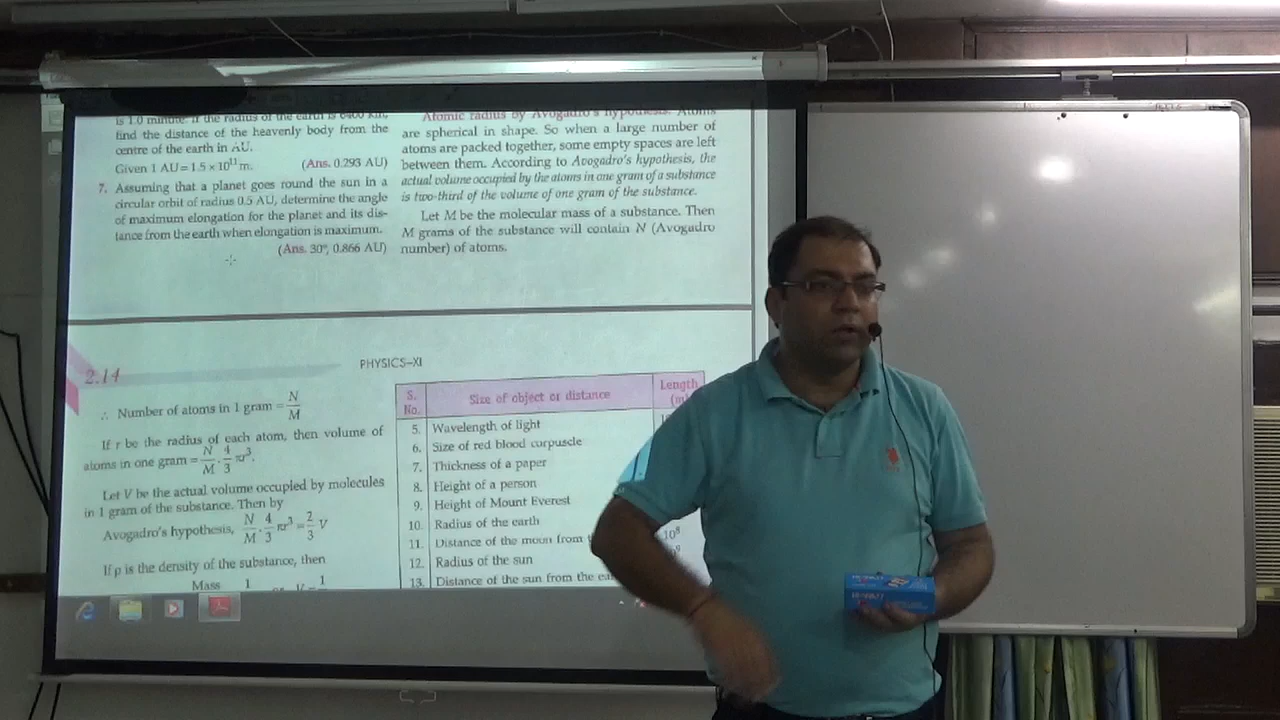 is 1.0 minute. If the radius of the earth is 6400 km,
find the distance of the heavenly body from the
centre of the earth in AU.
Given 1 AU = 1.5 × 10¹¹ m. (Ans. 0.293 AU)
7. Assuming that a planet goes round the sun in a
circular orbit of radius 0.5 AU, determine the angle
of maximum elongation for the planet and its dis-
tance from the earth when elongation is maximum.
(Ans. 30°, 0.866 AU)
Atomic radius by Avogadro's hypothesis. Atoms
are spherical in shape. So when a large number of
atoms are packed together, some empty spaces are left
between them. According to Avogadro's hypothesis, the
actual volume occupied by the atoms in one gram of a substance
is two-third of the volume of one gram of the substance.
Let M be the molecular mass of a substance. Then
M grams of the substance will contain N (Avogadro
number) of atoms.
2.14
PHYSICS–XI
∴ Number of atoms in 1 gram = N/M
If r be the radius of each atom, then volume of
atoms in one gram = N/M · 4/3 πr³.
Let V be the actual volume occupied by molecules
in 1 gram of the substance. Then by
Avogadro's hypothesis, N/M · 4/3 πr³ = 2/3 V
If ρ is the density of the substance, then
Mass 1 or V = 1
S. No. Size of object or distance Length
5. Wavelength of light
6. Size of red blood corpuscle
7. Thickness of a paper
8. Height of a person
9. Height of Mount Everest
10. Radius of the earth
11. Distance of the moon from 10⁸
12. Radius of the sun
13. Distance of the sun from the